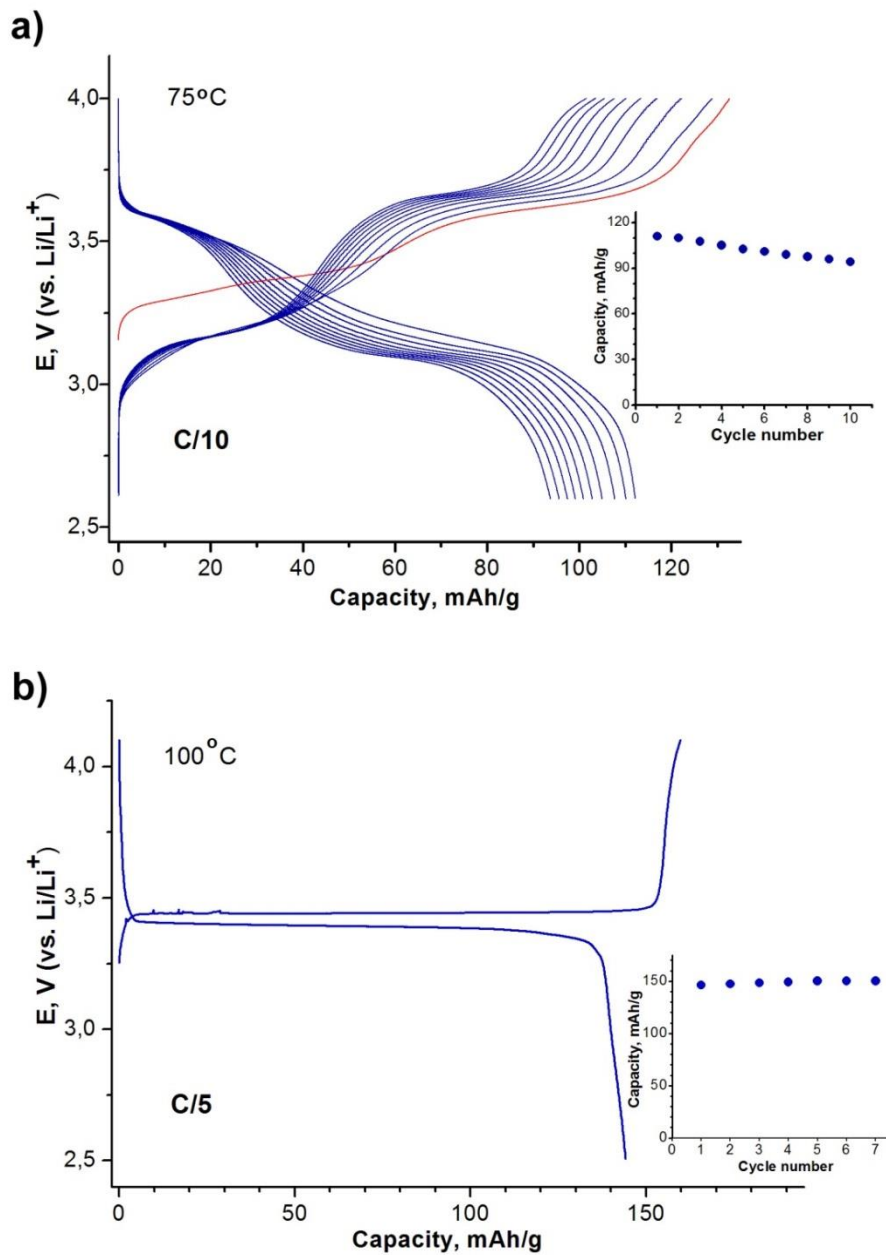 a)
4,0
75°C
3,5
3,0
2,5
E, V (vs. Li/Li+)
C/10
0 20 40 60 80 100 120
Capacity, mAh/g
120
90
60
30
0
Capacity, mAh/g
0 2 4 6 8 10
Cycle number
b)
4,0
100°C
3,5
3,0
2,5
E, V (vs. Li/Li+)
C/5
0 50 100 150
Capacity, mAh/g
150
100
50
0
Capacity, mAh/g
0 1 2 3 4 5 6 7
Cycle number